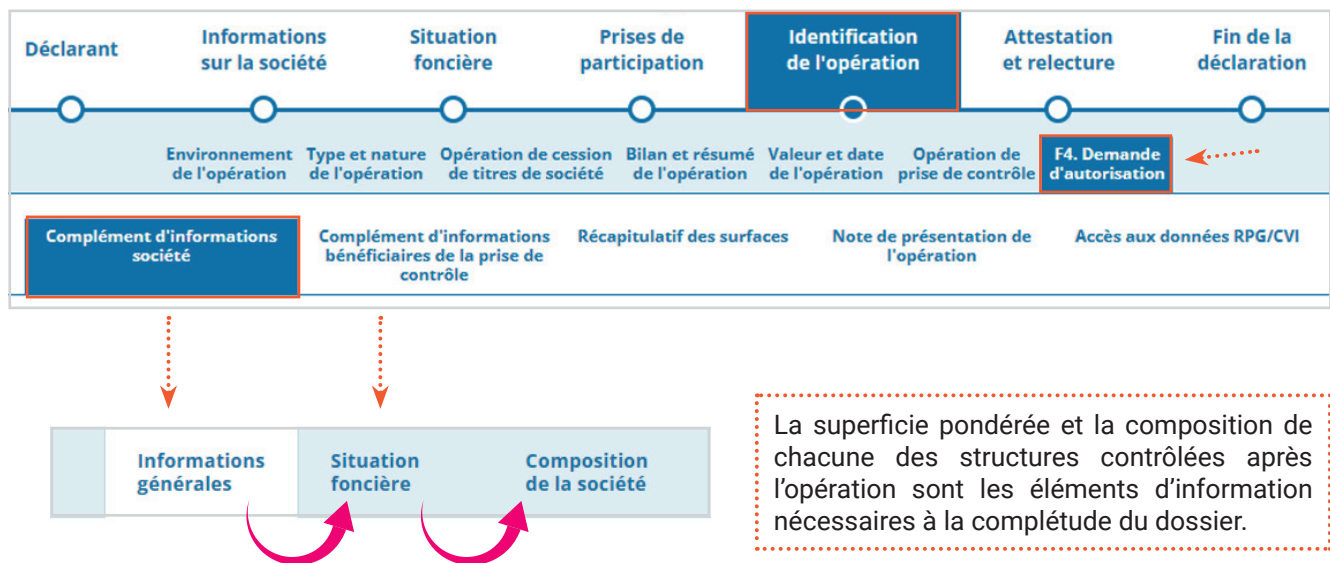 Déclarant
Informations
sur la société
Situation
foncière
Prises de
participation
Identification
de l'opération
Attestation
et relecture
Fin de la
déclaration
Environnement
de l'opération
Type et nature
de l'opération
Opération de cession
de titres de société
Bilan et résumé
de l'opération
Valeur et date
de l'opération
Opération de
prise de contrôle
F4. Demande
d'autorisation
Complément d'informations
société
Complément d'informations
bénéficiaires de la prise de
contrôle
Récapitulatif des surfaces
Note de présentation de
l'opération
Accès aux données RPG/CVI
Informations
générales
Situation
foncière
Composition
de la société
La superficie pondérée et la composition de
chacune des structures contrôlées après
l’opération sont les éléments d’information
nécessaires à la complétude du dossier.